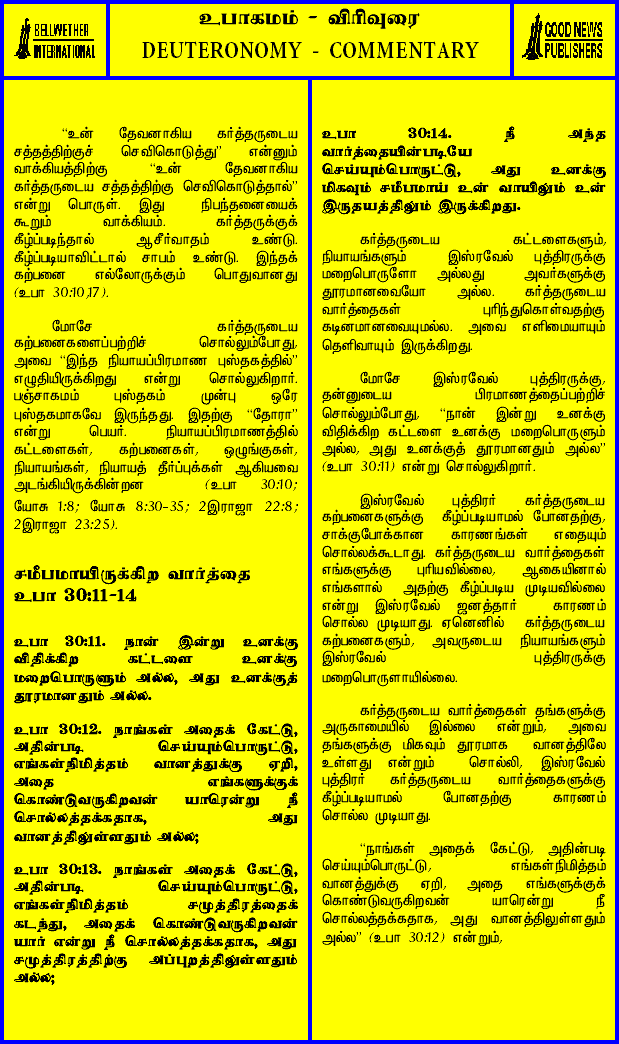 BELLWETHER
INTERNATIONAL
உபாகமம் - விரிவுரை
DEUTERONOMY - COMMENTARY
GOOD NEWS
PUBLISHERS
“உன் தேவனாகிய கர்த்தருடைய
சத்தத்திற்குச் செவிகொடுத்து” என்னும்
வாக்கியத்திற்கு “உன் தேவனாகிய
கர்த்தருடைய சத்தத்திற்கு செவிகொடுத்தால்”
என்று பொருள். இது நிபந்தனையைக்
கூறும் வாக்கியம். கர்த்தருக்குக்
கீழ்ப்படிந்தால் ஆசீர்வாதம் உண்டு.
கீழ்ப்படியாவிட்டால் சாபம் உண்டு. இந்தக்
கற்பனை எல்லோருக்கும் பொதுவானது
(உபா 30:10,17).
மோசே கர்த்தருடைய
கற்பனைகளைப்பற்றிச் சொல்லும்போது,
அவை “இந்த நியாயப்பிரமாண புஸ்தகத்தில்”
எழுதியிருக்கிறது என்று சொல்லுகிறார்.
பஞ்சாகமம் புஸ்தகம் முன்பு ஒரே
புஸ்தகமாகவே இருந்தது. இதற்கு “தோரா”
என்று பெயர். நியாயப்பிரமாணத்தில்
கட்டளைகள், கற்பனைகள், ஒழுங்குகள்,
நியாயங்கள், நியாயத் தீர்ப்புக்கள் ஆகியவை
அடங்கியிருக்கின்றன (உபா 30:10;
யோசு 1:8; யோசு 8:30-35; 2இராஜா 22:8;
2இராஜா 23:25).
சமீபமாயிருக்கிற வார்த்தை
உபா 30:11-14
உபா 30:11. நான் இன்று உனக்கு
விதிக்கிற கட்டளை உனக்கு
மறைபொருளும் அல்ல, அது உனக்குத்
தூரமானதும் அல்ல.
உபா 30:12. நாங்கள் அதைக் கேட்டு,
அதின்படி செய்யும்பொருட்டு,
எங்கள்நிமித்தம் வானத்துக்கு ஏறி,
அதை எங்களுக்குக்
கொண்டுவருகிறவன் யாரென்று நீ
சொல்லத்தக்கதாக, அது
வானத்திலுள்ளதும் அல்ல;
உபா 30:13. நாங்கள் அதைக் கேட்டு,
அதின்படி செய்யும்பொருட்டு,
எங்கள்நிமித்தம் சமுத்திரத்தைக்
கடந்து, அதைக் கொண்டுவருகிறவன்
யார் என்று நீ சொல்லத்தக்கதாக, அது
சமுத்திரத்திற்கு அப்புறத்திலுள்ளதும்
அல்ல;
உபா 30:14. நீ அந்த
வார்த்தையின்படியே
செய்யும்பொருட்டு, அது உனக்கு
மிகவும் சமீபமாய் உன் வாயிலும் உன்
இருதயத்திலும் இருக்கிறது.
கர்த்தருடைய கட்டளைகளும்,
நியாயங்களும் இஸ்ரவேல் புத்திரருக்கு
மறைபொருளோ அல்லது அவர்களுக்கு
தூரமானவையோ அல்ல. கர்த்தருடைய
வார்த்தைகள் புரிந்துகொள்வதற்கு
கடினமானவையுமல்ல. அவை எளிமையாயும்
தெளிவாயும் இருக்கிறது.
மோசே இஸ்ரவேல் புத்திரருக்கு,
தன்னுடைய பிரமாணத்தைப்பற்றிச்
சொல்லும்போது, “நான் இன்று உனக்கு
விதிக்கிற கட்டளை உனக்கு மறைபொருளும்
அல்ல, அது உனக்குத் தூரமானதும் அல்ல”
(உபா 30:11) என்று சொல்லுகிறார்.
இஸ்ரவேல் புத்திரர் கர்த்தருடைய
கற்பனைகளுக்கு கீழ்ப்படியாமல் போனதற்கு,
சாக்குபோக்கான காரணங்கள் எதையும்
சொல்லக்கூடாது. கர்த்தருடைய வார்த்தைகள்
எங்களுக்கு புரியவில்லை, ஆகையினால்
எங்களால் அதற்கு கீழ்ப்படிய முடியவில்லை
என்று இஸ்ரவேல் ஜனத்தார் காரணம்
சொல்ல முடியாது. ஏனெனில் கர்த்தருடைய
கற்பனைகளும், அவருடைய நியாயங்களும்
இஸ்ரவேல் புத்திரருக்கு
மறைபொருளாயில்லை.
கர்த்தருடைய வார்த்தைகள் தங்களுக்கு
அருகாமையில் இல்லை என்றும், அவை
தங்களுக்கு மிகவும் தூரமாக வானத்திலே
உள்ளது என்றும் சொல்லி, இஸ்ரவேல்
புத்திரர் கர்த்தருடைய வார்த்தைகளுக்கு
கீழ்ப்படியாமல் போனதற்கு காரணம்
சொல்ல முடியாது.
“நாங்கள் அதைக் கேட்டு, அதின்படி
செய்யும்பொருட்டு, எங்கள்நிமித்தம்
வானத்துக்கு ஏறி, அதை எங்களுக்குக்
கொண்டுவருகிறவன் யாரென்று நீ
சொல்லத்தக்கதாக, அது வானத்திலுள்ளதும்
அல்ல” (உபா 30:12) என்றும்,